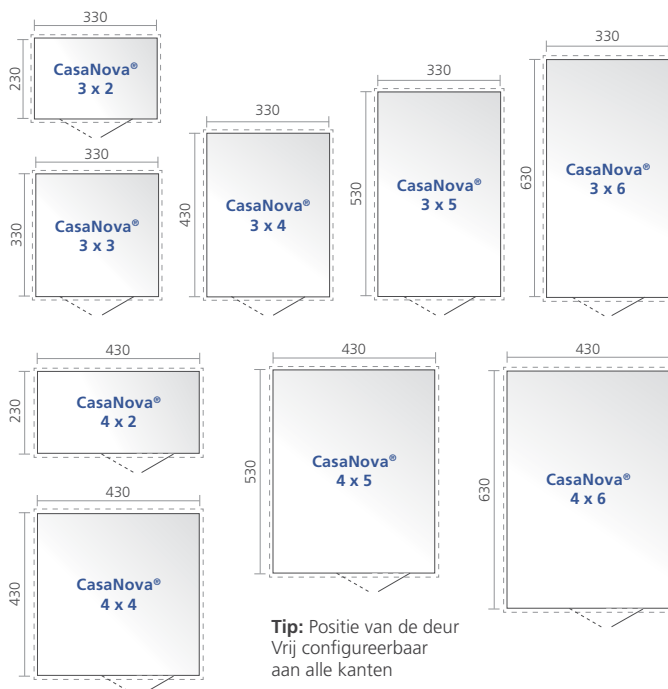 330
230
CasaNova®
3 x 2
330
330
CasaNova®
3 x 3
330
430
CasaNova®
3 x 4
330
530
CasaNova®
3 x 5
330
630
CasaNova®
3 x 6
430
230
CasaNova®
4 x 2
430
430
CasaNova®
4 x 4
430
530
CasaNova®
4 x 5
430
630
CasaNova®
4 x 6
Tip: Positie van de deur
Vrij configureerbaar
aan alle kanten